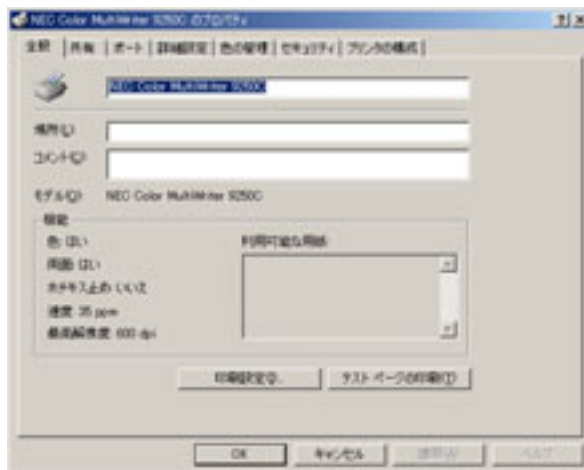 NEC Color MultiWriter 9250C のプロパティ
全般 共有 ポート 詳細設定 色の管理 セキュリティ プリンタの構成
NEC Color MultiWriter 9250C
場所(L)
コメント(C)
モデル(O) NEC Color MultiWriter 9250C
機能
色: はい 利用可能な用紙:
両面: はい
ホチキス止め: いいえ
速度: 35 ppm
最高解像度: 600 dpi
印刷設定(I)... テスト ページの印刷(T)
OK キャンセル 適用(A) ヘルプ